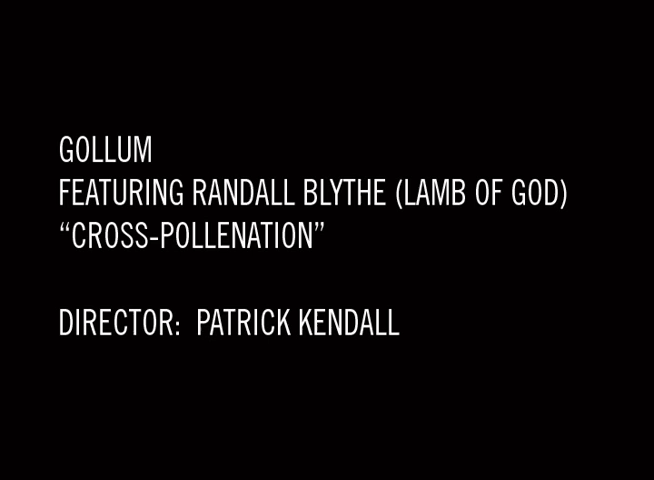 GOLLUM
FEATURING RANDALL BLYTHE (LAMB OF GOD)
“CROSS-POLLENATION”
DIRECTOR: PATRICK KENDALL